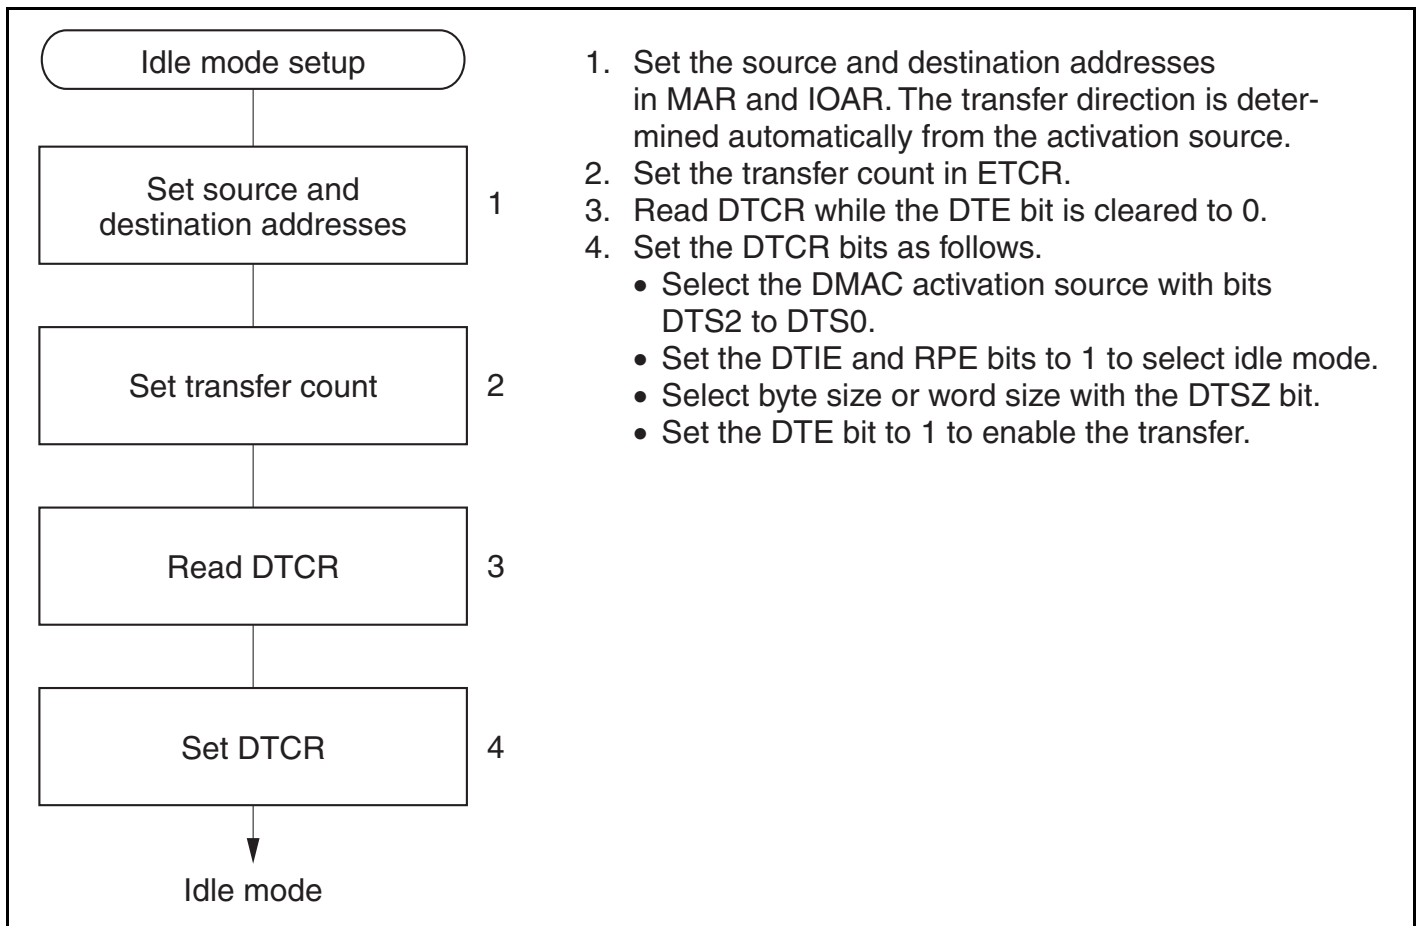 Idle mode setup
Set source and
destination addresses
1
Set transfer count
2
Read DTCR
3
Set DTCR
4
Idle mode
1. Set the source and destination addresses
in MAR and IOAR. The transfer direction is deter-
mined automatically from the activation source.
2. Set the transfer count in ETCR.
3. Read DTCR while the DTE bit is cleared to 0.
4. Set the DTCR bits as follows.
• Select the DMAC activation source with bits
DTS2 to DTS0.
• Set the DTIE and RPE bits to 1 to select idle mode.
• Select byte size or word size with the DTSZ bit.
• Set the DTE bit to 1 to enable the transfer.